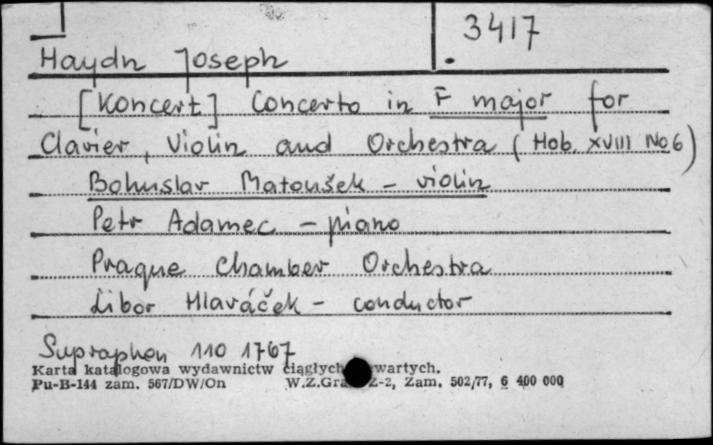 3417
Haydn Joseph
[Koncert] Concerto in F major for
Clavier, Violin and Orchestra (Hob. XVIII No 6)
Bohuslav Matoušek - violin
Petr Adamec - piano
Prague Chamber Orchestra
Libor Hlaváček - conductor
Supraphon 110 1767
Karta katalogowa wydawnictw ciągłych wartych.
Pu-B-144 zam. 567/DW/On W.Z.Gra Z-2, Zam. 502/77, 6 400 000